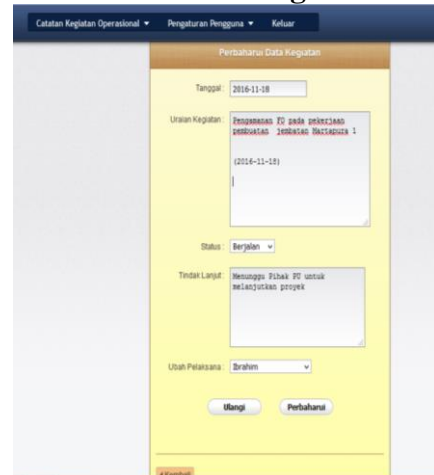 Catatan Kegiatan Operasional Pengaturan Pengguna Keluar
Perbaharui Data Kegiatan
Tanggal : 2016-11-18
Uraian Kegiatan : Pengamanan FO pada pekerjaan
pembuatan jembatan Martapura 1
(2016-11-18)
Status : Berjalan
Tindak Lanjut : Menunggu Pihak PU untuk
melanjutkan proyek
Ubah Pelaksana : Ibrahim
Ulangi Perbaharui
Kembali